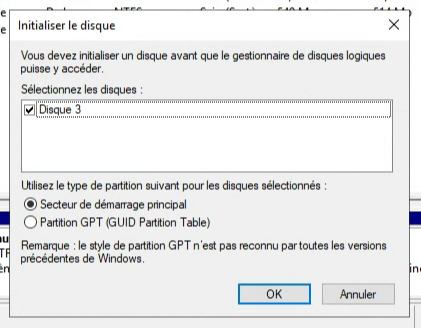 Initialiser le disque
Vous devez initialiser un disque avant que le gestionnaire de disques logiques
puisse y accéder.
Sélectionnez les disques :
Disque 3
Utilisez le type de partition suivant pour les disques sélectionnés :
Secteur de démarrage principal
Partition GPT (GUID Partition Table)
Remarque : le style de partition GPT n'est pas reconnu par toutes les versions
précédentes de Windows.
OK Annuler